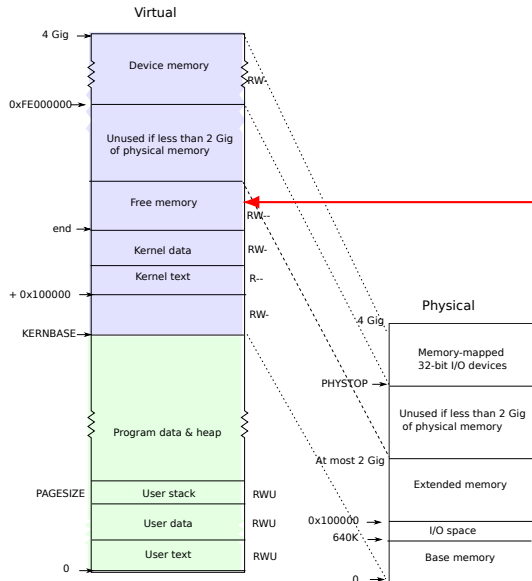 Virtual
4 Gig
Device memory
RW-
0xFE000000
Unused if less than 2 Gig
of physical memory
Free memory
RW--
end
Kernel data
RW-
Kernel text
R--
+ 0x100000
RW-
KERNBASE
Program data & heap
PAGESIZE
User stack
RWU
User data
RWU
User text
RWU
0
Physical
4 Gig
Memory-mapped
32-bit I/O devices
PHYSTOP
Unused if less than 2 Gig
of physical memory
At most 2 Gig
Extended memory
0x100000
I/O space
640K
Base memory
0